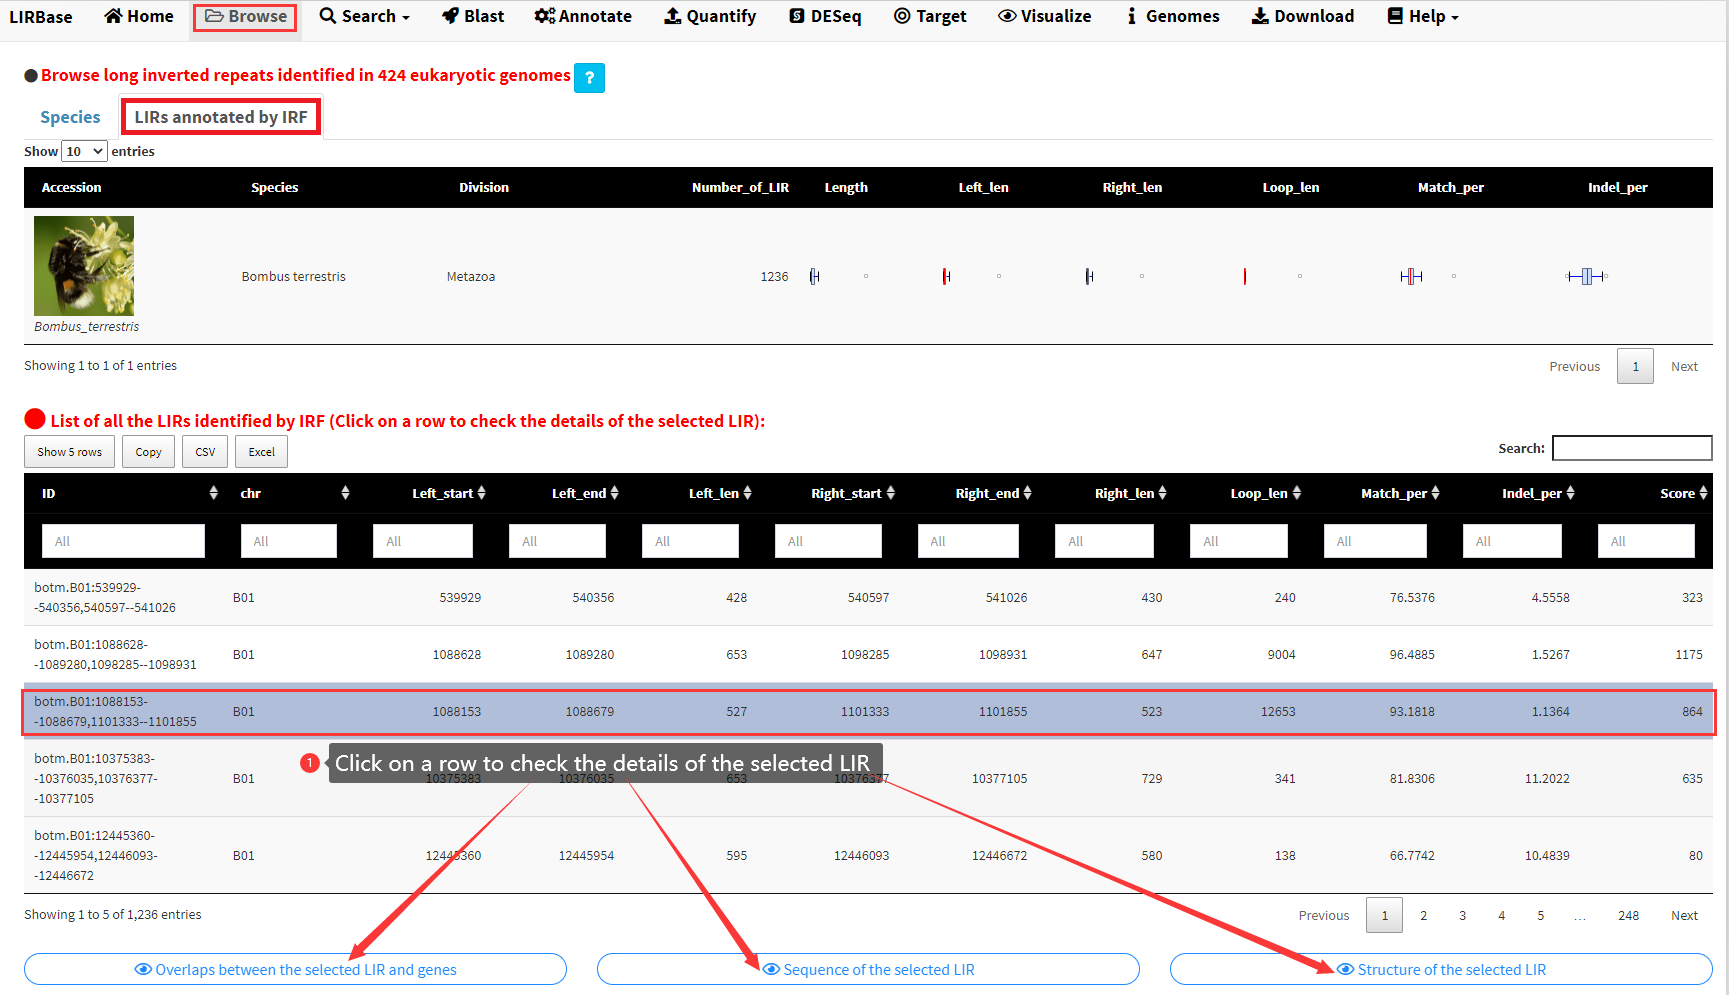 LIRBase Home Browse Search Blast Annotate Quantify DESeq Target Visualize Genomes Download Help
Browse long inverted repeats identified in 424 eukaryotic genomes ?
Species LIRs annotated by IRF
Show 10 entries
Accession Species Division Number_of_LIR Length Left_len Right_len Loop_len Match_per Indel_per
Bombus terrestris Metazoa 1236
Bombus_terrestris
Showing 1 to 1 of 1 entries
Previous 1 Next
List of all the LIRs identified by IRF (Click on a row to check the details of the selected LIR):
Show 5 rows Copy CSV Excel Search:
ID chr Left_start Left_end Left_len Right_start Right_end Right_len Loop_len Match_per Indel_per Score
All All All All All All All All All All All All
botm.B01:539929-
-540356,540597--541026 B01 539929 540356 428 540597 541026 430 240 76.5376 4.5558 323
botm.B01:1088628-
-1089280,1098285--1098931 B01 1088628 1089280 653 1098285 1098931 647 9004 96.4885 1.5267 1175
botm.B01:1088153-
-1088679,1101333--1101855 B01 1088153 1088679 527 1101333 1101855 523 12653 93.1818 1.1364 864
1 Click on a row to check the details of the selected LIR
botm.B01:10375383-
-10376035,10376377-
-10377105 B01 10375383 10376035 653 10376377 10377105 729 341 81.8306 11.2022 635
botm.B01:12445360-
-12445954,12446093-
-12446672 B01 12445360 12445954 595 12446093 12446672 580 138 66.7742 10.4839 80
Showing 1 to 5 of 1,236 entries
Previous 1 2 3 4 5 ... 248 Next
Overlaps between the selected LIR and genes Sequence of the selected LIR Structure of the selected LIR